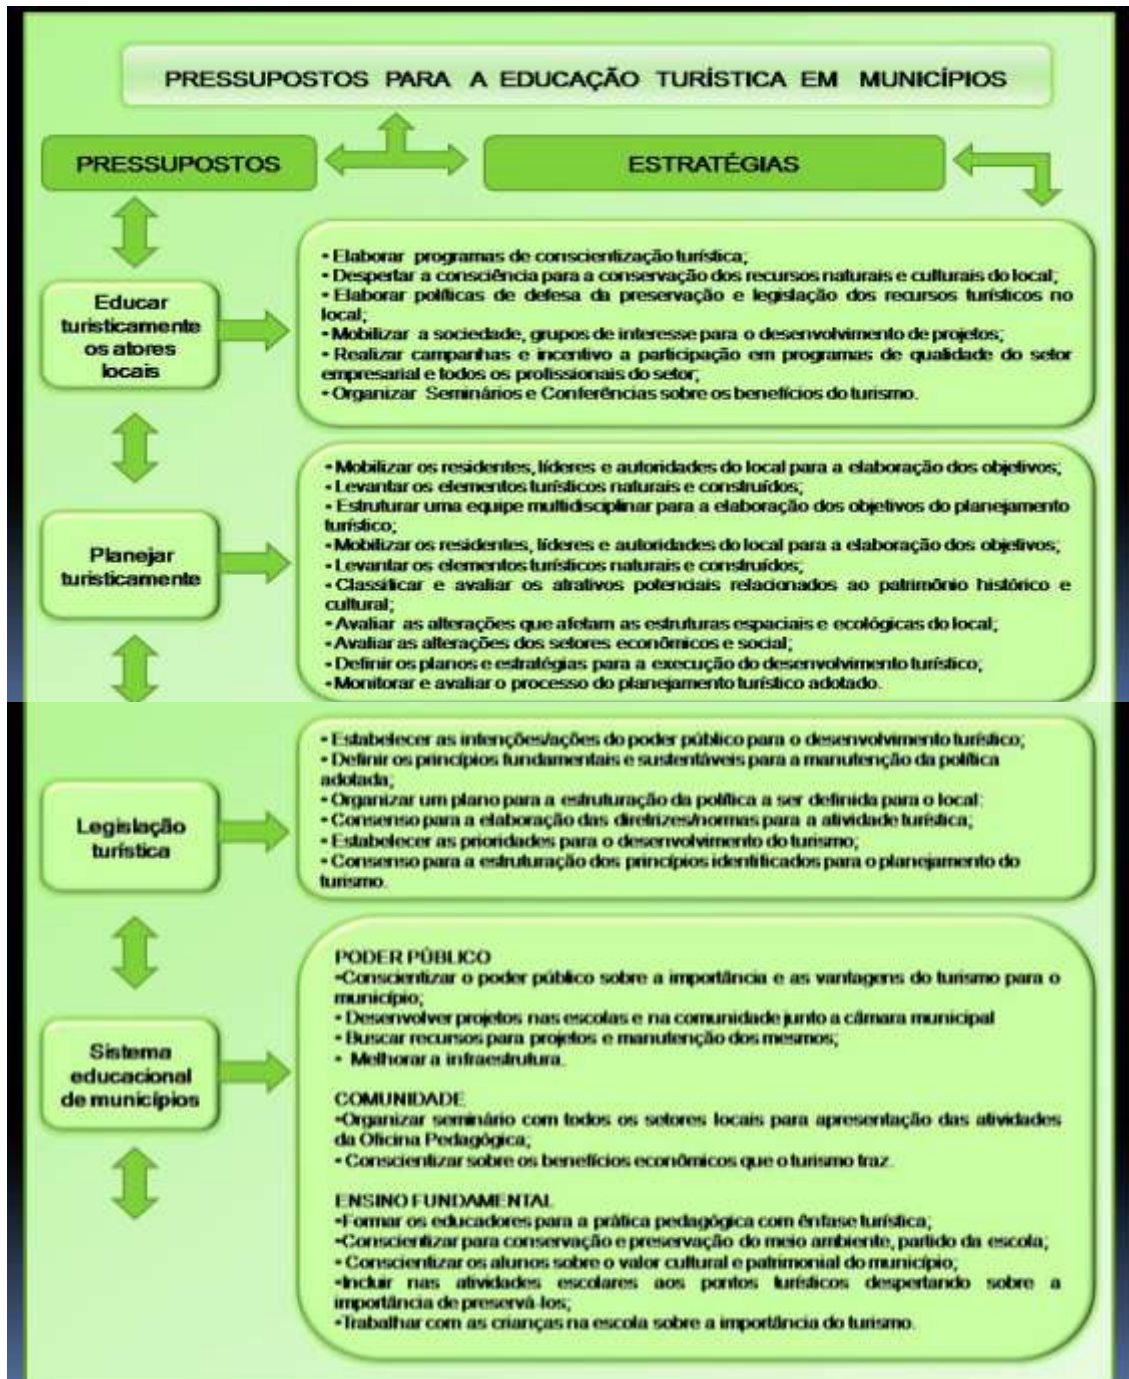 PRESSUPOSTOS PARA A EDUCAÇÃO TURÍSTICA EM MUNICÍPIOS
PRESSUPOSTOS
ESTRATÉGIAS
Educar
turisticamente
os atores
locais
• Elaborar programas de conscientização turística;
• Despertar a consciência para a conservação dos recursos naturais e culturais do local;
• Elaborar políticas de defesa da preservação e legislação dos recursos turísticos no
local;
• Mobilizar a sociedade, grupos de interesse para o desenvolvimento de projetos;
• Realizar campanhas e incentivo a participação em programas de qualidade do setor
empresarial e todos os profissionais do setor;
• Organizar Seminários e Conferências sobre os benefícios do turismo.
Planejar
turisticamente
• Mobilizar os residentes, líderes e autoridades do local para a elaboração dos objetivos;
• Levantar os elementos turísticos naturais e construídos;
• Estruturar uma equipe multidisciplinar para a elaboração dos objetivos do planejamento
turístico;
• Mobilizar os residentes, líderes e autoridades do local para a elaboração dos objetivos;
• Levantar os elementos turísticos naturais e construídos;
• Classificar e avaliar os atrativos potenciais relacionados ao patrimônio histórico e
cultural;
• Avaliar as alterações que afetam as estruturas espaciais e ecológicas do local;
• Avaliar as alterações dos setores econômicos e social;
• Definir os planos e estratégias para a execução do desenvolvimento turístico;
• Monitorar e avaliar o processo do planejamento turístico adotado.
Legislação
turística
• Estabelecer as intenções/ações do poder público para o desenvolvimento turístico;
• Definir os princípios fundamentais e sustentáveis para a manutenção da política
adotada;
• Organizar um plano para a estruturação da política a ser definida para o local;
• Consenso para a elaboração das diretrizes/normas para a atividade turística;
• Estabelecer as prioridades para o desenvolvimento do turismo;
• Consenso para a estruturação dos princípios identificados para o planejamento do
turismo.
Sistema
educacional
de municípios
PODER PÚBLICO
•Conscientizar o poder público sobre a importância e as vantagens do turismo para o
município;
• Desenvolver projetos nas escolas e na comunidade junto a câmara municipal
• Buscar recursos para projetos e manutenção dos mesmos;
• Melhorar a infraestrutura.
COMUNIDADE
•Organizar seminário com todos os setores locais para apresentação das atividades
da Oficina Pedagógica;
• Conscientizar sobre os benefícios econômicos que o turismo traz.
ENSINO FUNDAMENTAL
•Formar os educadores para a prática pedagógica com ênfase turística;
•Conscientizar para conservação e preservação do meio ambiente, partido da escola;
• Conscientizar os alunos sobre o valor cultural e patrimonial do município;
•Incluir nas atividades escolares aos pontos turísticos despertando sobre a
importância de preservá-los;
•Trabalhar com as crianças na escola sobre a importância do turismo.